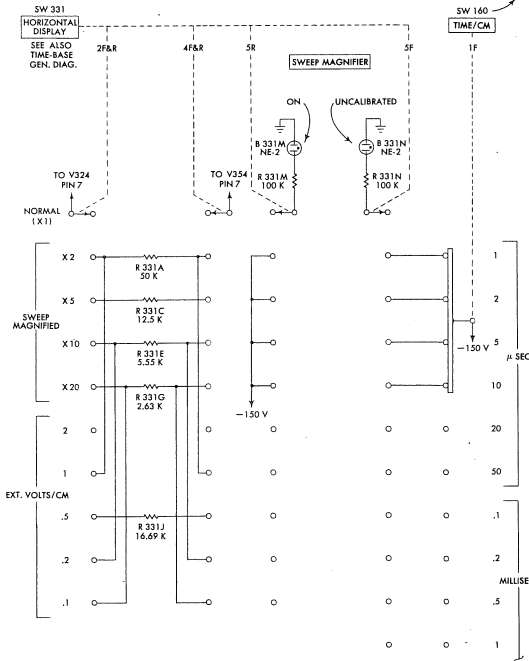 SW 331
HORIZONTAL
DISPLAY
SEE ALSO
TIME-BASE
GEN. DIAG.
2F&R
4F&R
5R
5F
SW 160
TIME/CM
1F
SWEEP MAGNIFIER
ON
UNCALIBRATED
B 331M
NE-2
B 331N
NE-2
R 331M
100 K
R 331N
100 K
TO V324
PIN 7
TO V354
PIN 7
NORMAL
(X1)
SWEEP
MAGNIFIED
X 2
R 331A
50 K
1
X 5
R 331C
12.5 K
2
X 10
R 331E
5.55 K
5
-150 V
μ SEC
X 20
R 331G
2.63 K
-150 V
10
EXT. VOLTS/CM
2
20
1
50
.5
R 331J
16.69 K
.1
.2
.2
MILLISE
.1
.5
1